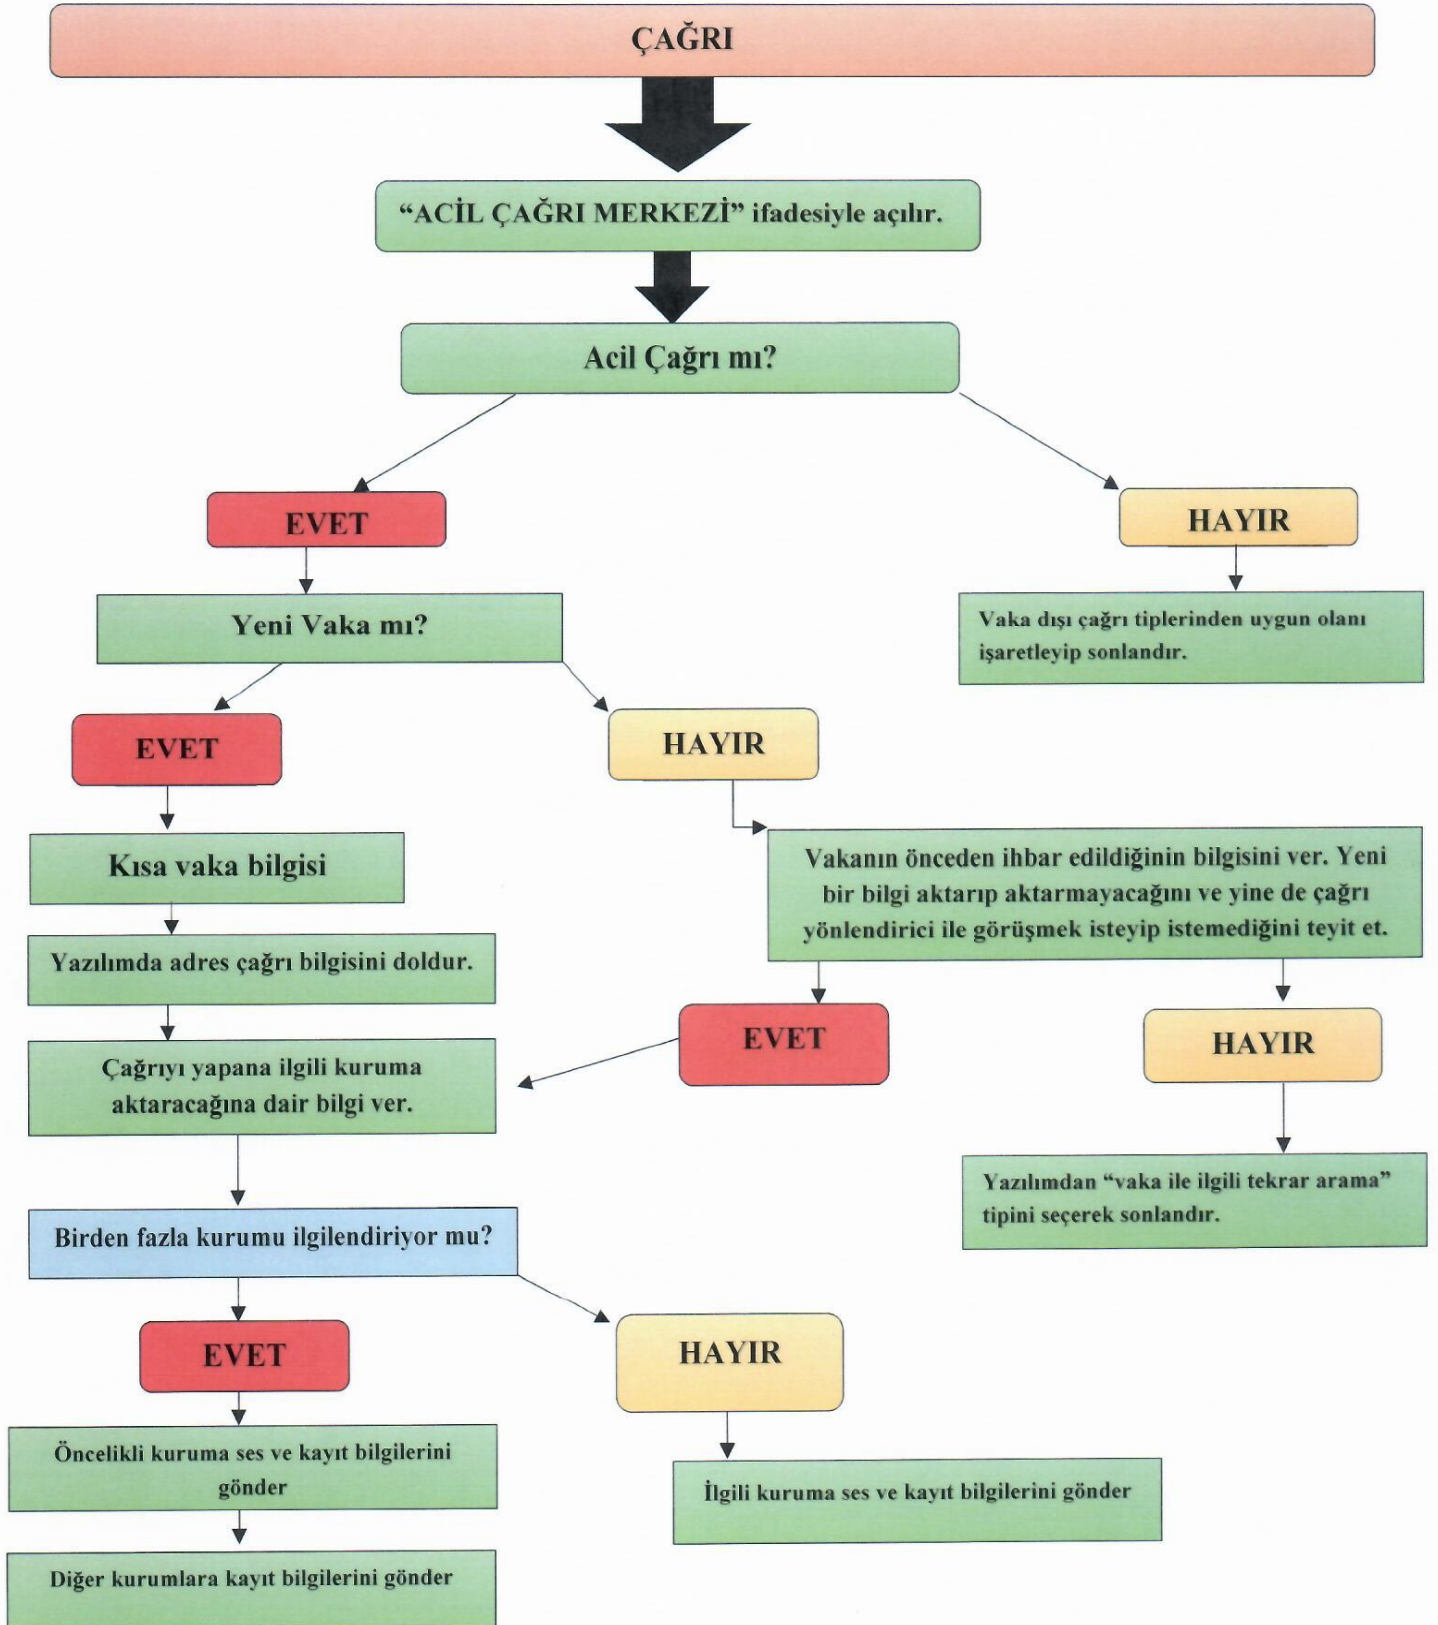 ÇAĞRI
“ACİL ÇAĞRI MERKEZİ” ifadesiyle açılır.
Acil Çağrı mı?
EVET
HAYIR
Yeni Vaka mı?
Vaka dışı çağrı tiplerinden uygun olanı
işaretleyip sonlandır.
EVET
HAYIR
Kısa vaka bilgisi
Vakanın önceden ihbar edildiğinin bilgisini ver. Yeni
bir bilgi aktarıp aktarmayacağını ve yine de çağrı
yönlendirici ile görüşmek isteyip istemediğini teyit et.
Yazılımda adres çağrı bilgisini doldur.
EVET
HAYIR
Çağrıyı yapana ilgili kuruma
aktaracağına dair bilgi ver.
Yazılımdan “vaka ile ilgili tekrar arama”
tipini seçerek sonlandır.
Birden fazla kurumu ilgilendiriyor mu?
EVET
HAYIR
Öncelikli kuruma ses ve kayıt bilgilerini
gönder
İlgili kuruma ses ve kayıt bilgilerini gönder
Diğer kurumlara kayıt bilgilerini gönder